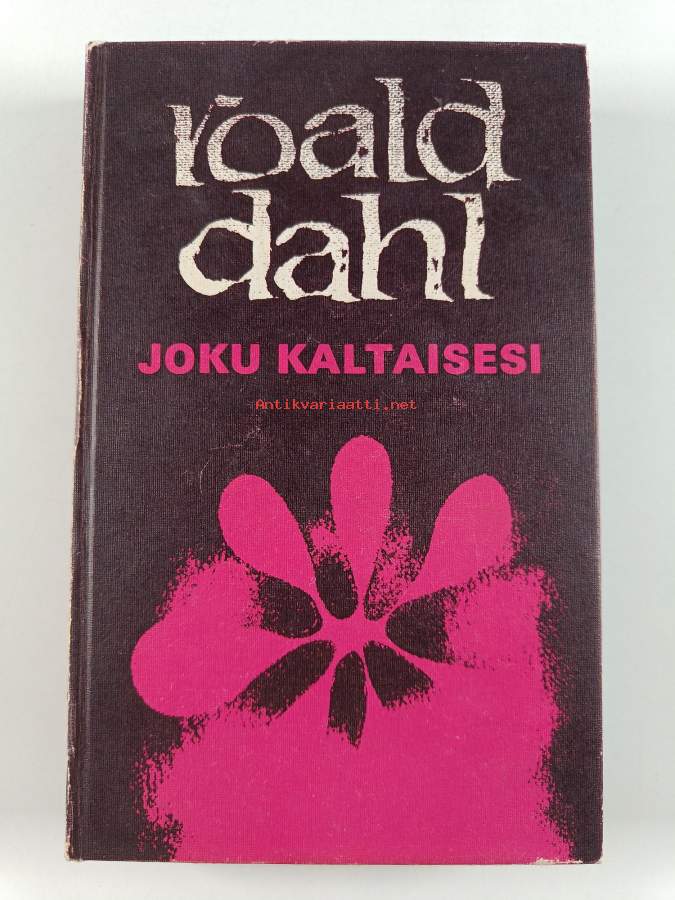 roald
dahl
JOKU KALTAISESI
Antikvariaatti.net